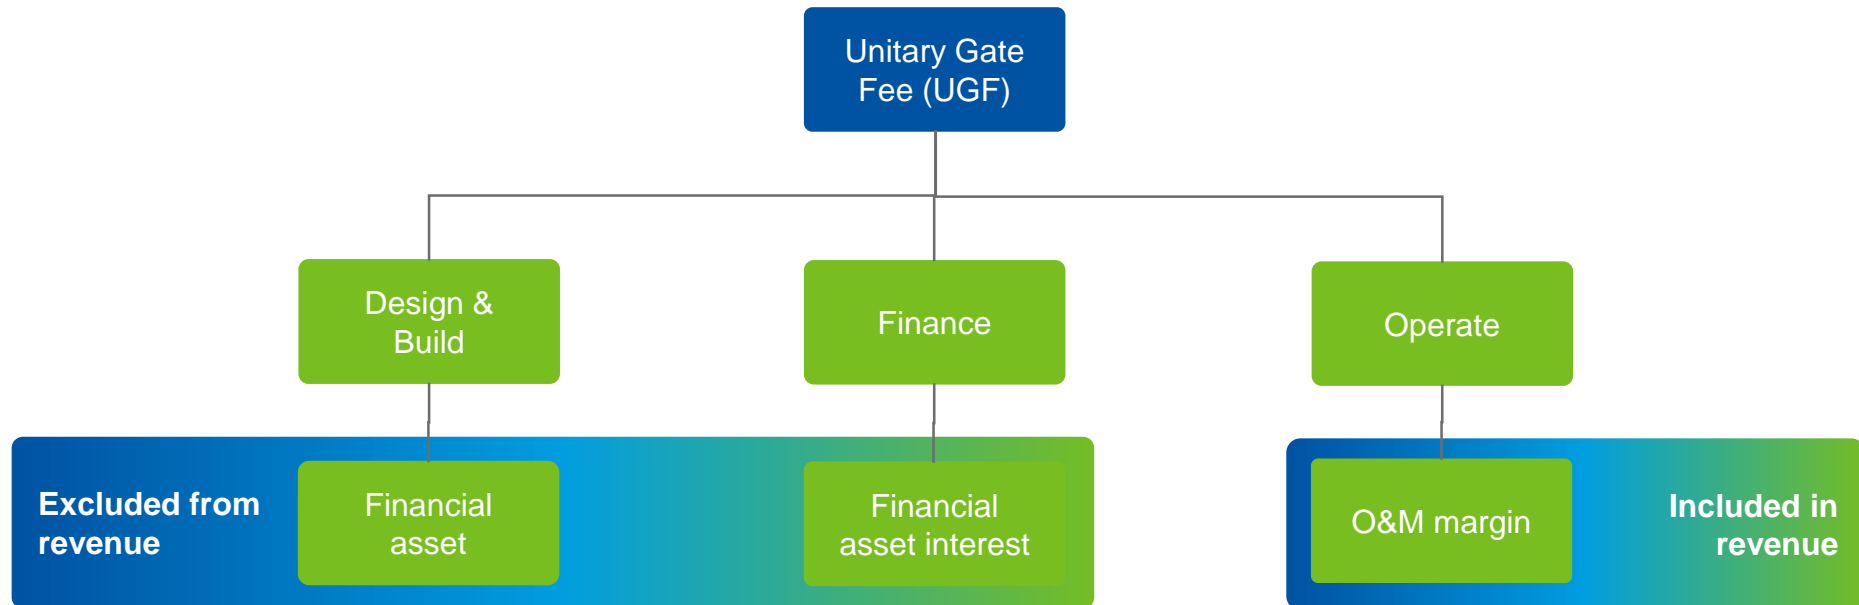 Unitary Gate
Fee (UGF)
Design &
Build
Finance
Operate
Excluded from
revenue
Financial
asset
Financial
asset interest
O&M margin
Included in
revenue